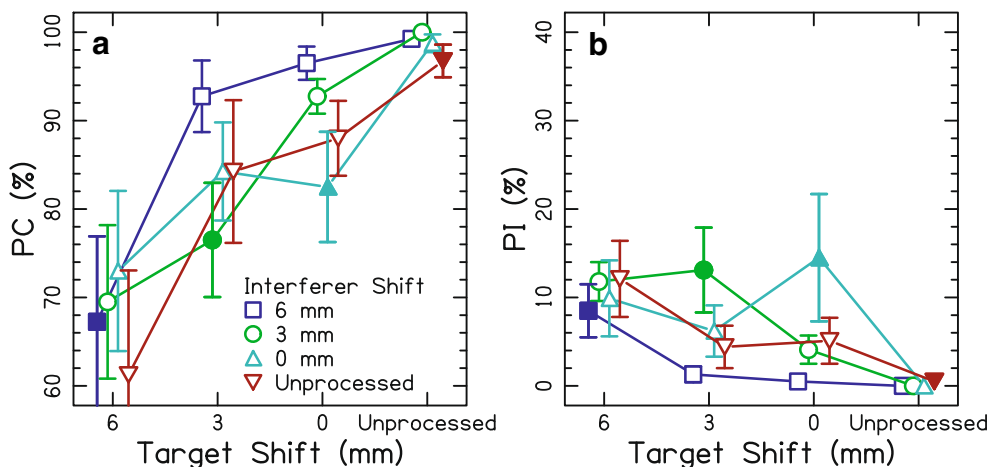 a
100
90
80
70
60
PC (%)
Interferer Shift
6 mm
3 mm
0 mm
Unprocessed
6
3
0
Unprocessed
Target Shift (mm)
b
40
30
20
10
0
PI (%)
6
3
0
Unprocessed
Target Shift (mm)